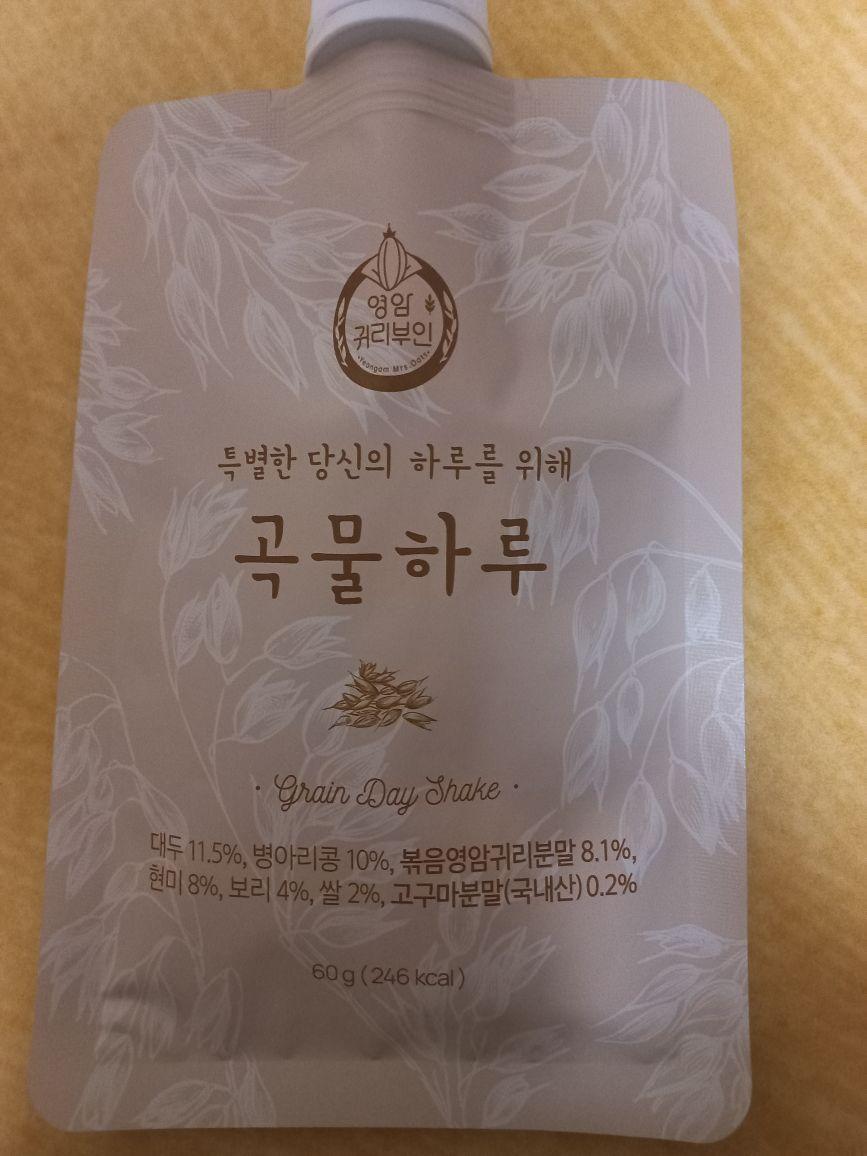 영암
귀리부인
Yeongam Mrs.Oats
특별한 당신의 하루를 위해
곡물하루
· Grain Day Shake ·
대두 11.5%, 병아리콩 10%, 볶음영암귀리분말 8.1%,
현미 8%, 보리 4%, 쌀 2%, 고구마분말(국내산) 0.2%
60 g ( 246 kcal )